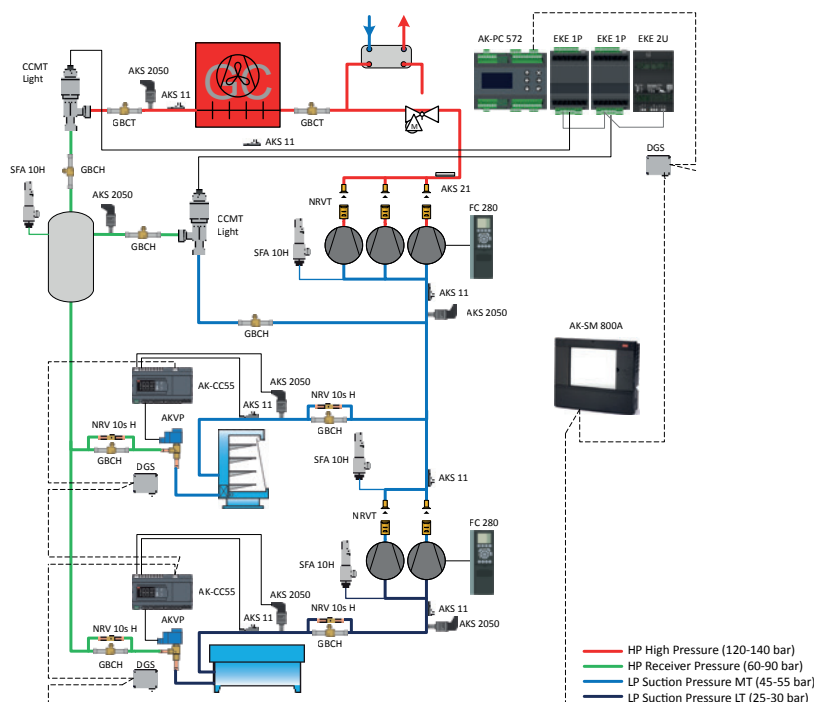 AK-PC 572
EKE 1P
EKE 1P
EKE 2U
CCMT
Light
AKS 2050
AKS 11
GC
GBCT
GBCT
M
AKS 11
DGS
SFA 10H
GBCH
AKS 2050
CCMT
Light
AKS 21
NRVT
FC 280
GBCH
SFA 10H
AKS 11
AKS 2050
GBCH
AK-SM 800A
AK-CC55
AKS 2050
NRV 10s H
AKS 11
NRV 10s H
AKVP
GBCH
GBCH
DGS
SFA 10H
AKS 11
NRVT
FC 280
SFA 10H
AK-CC55
AKS 2050
NRV 10s H
AKS 11
AKS 11
AKS 2050
NRV 10s H
AKVP
GBCH
GBCH
DGS
HP High Pressure (120-140 bar)
HP Receiver Pressure (60-90 bar)
LP Suction Pressure MT (45-55 bar)
LP Suction Pressure LT (25-30 bar)